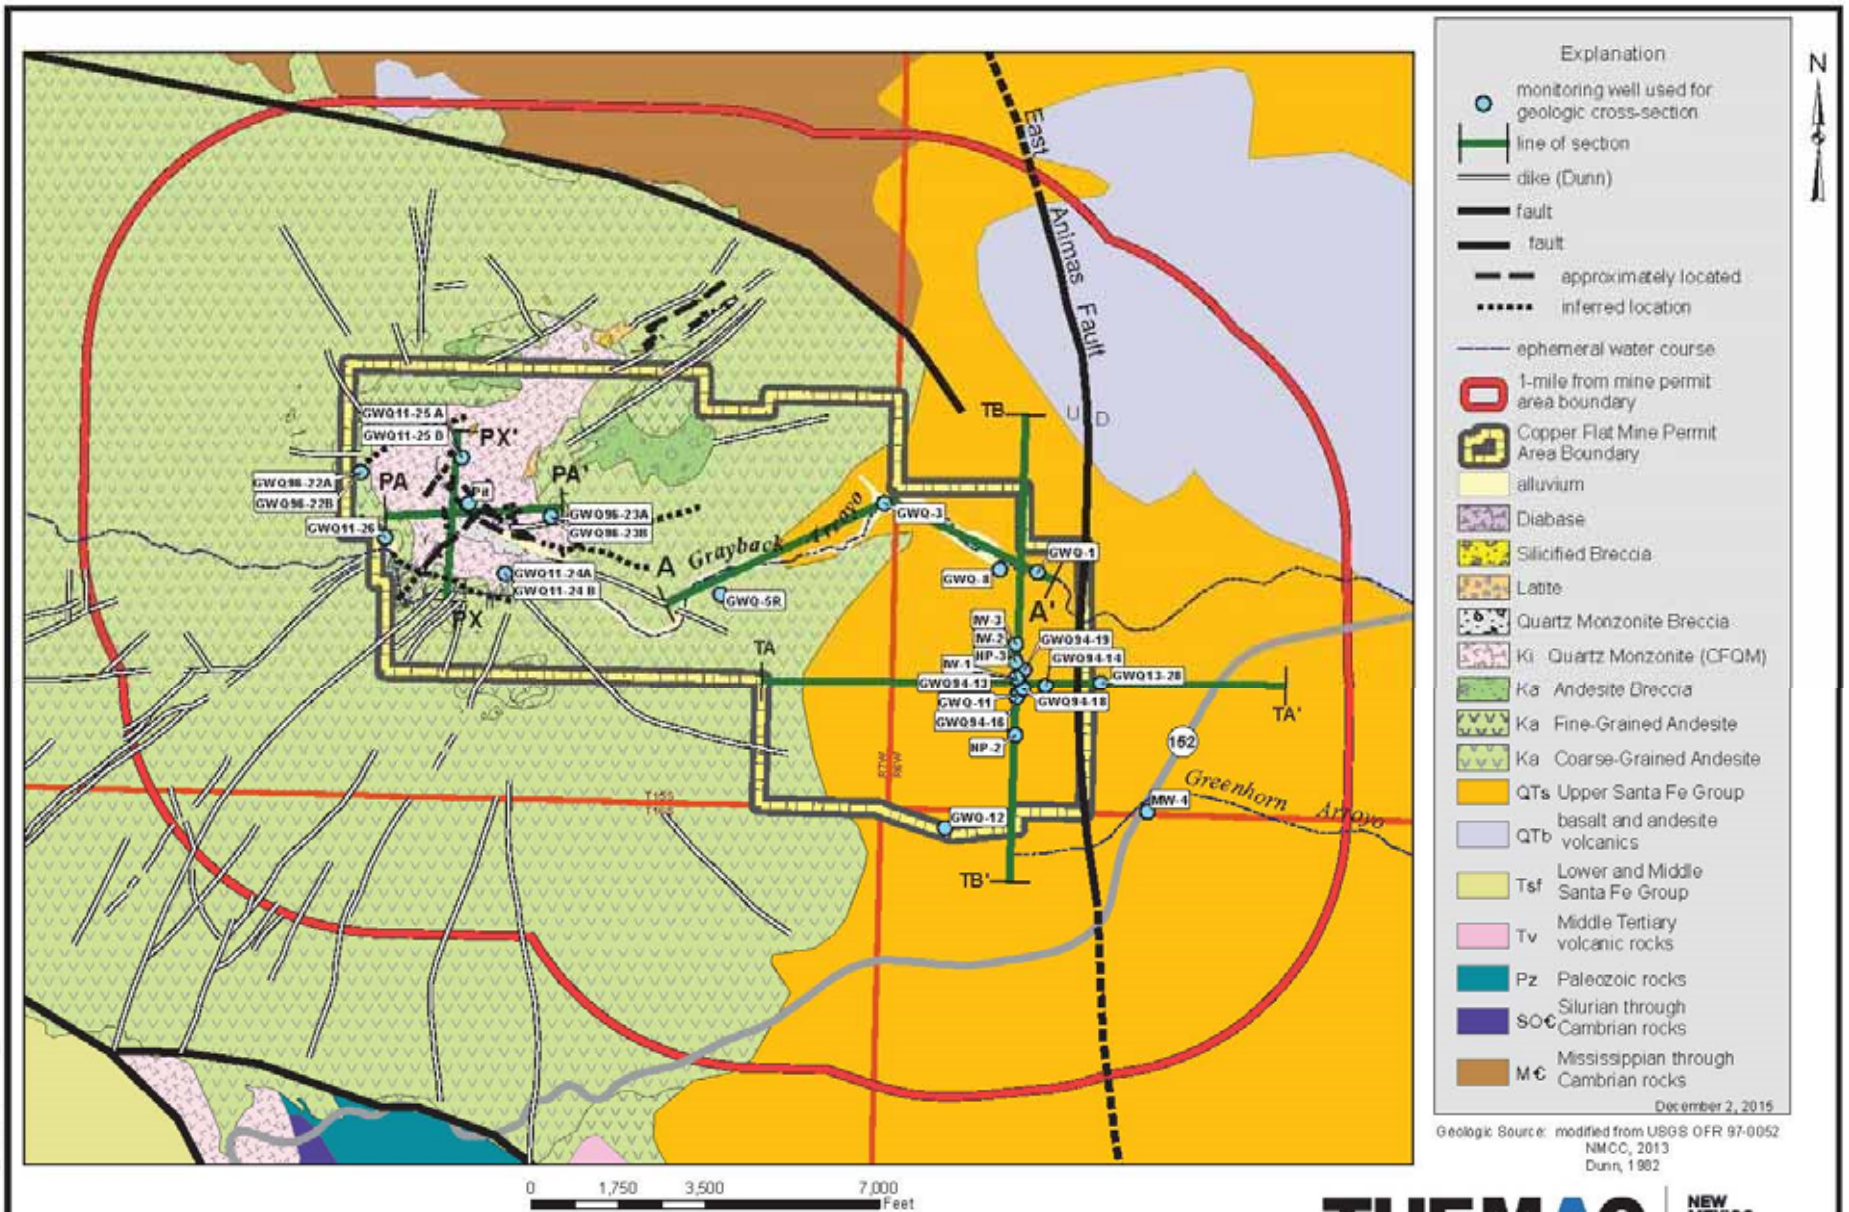 East Animas Fault
U D
TB
GWQ11-25 A
GWQ11-25 B
PX'
GWQ96-22A
GWQ96-22B
PA
PA'
Pit
GWQ11-26
GWQ96-23A
GWQ96-23B
GWQ11-24A
GWQ11-24 B
PX
A
Grayback Arroyo
GWQ-3
GWQ-5R
GWQ-8
GWQ-1
A'
IW-3
IW-2
NP-3
IW-1
GWQ94-19
GWQ94-14
GWQ94-13
GWQ-11
GWQ94-16
GWQ94-18
GWQ13-28
NP-2
TA
TA'
152
R7W
R6W
T15S
T16S
Greenhorn Arroyo
MW-4
GWQ-12
TB'
0 1,750 3,500 7,000
Feet
N
Explanation
monitoring well used for
geologic cross-section
line of section
dike (Dunn)
fault
fault
approximately located
inferred location
ephemeral water course
1-mile from mine permit
area boundary
Copper Flat Mine Permit
Area Boundary
alluvium
Diabase
Silicified Breccia
Latite
Quartz Monzonite Breccia
Ki Quartz Monzonite (CFQM)
Ka Andesite Breccia
Ka Fine-Grained Andesite
Ka Coarse-Grained Andesite
QTs Upper Santa Fe Group
QTb basalt and andesite
volcanics
Tsf Lower and Middle
Santa Fe Group
Tv Middle Tertiary
volcanic rocks
Pz Paleozoic rocks
SO€ Silurian through
Cambrian rocks
M€ Mississippian through
Cambrian rocks
December 2, 2015
Geologic Source: modified from USGS OFR 97-0052
NMCC, 2013
Dunn, 1982
THEMAC
NEW